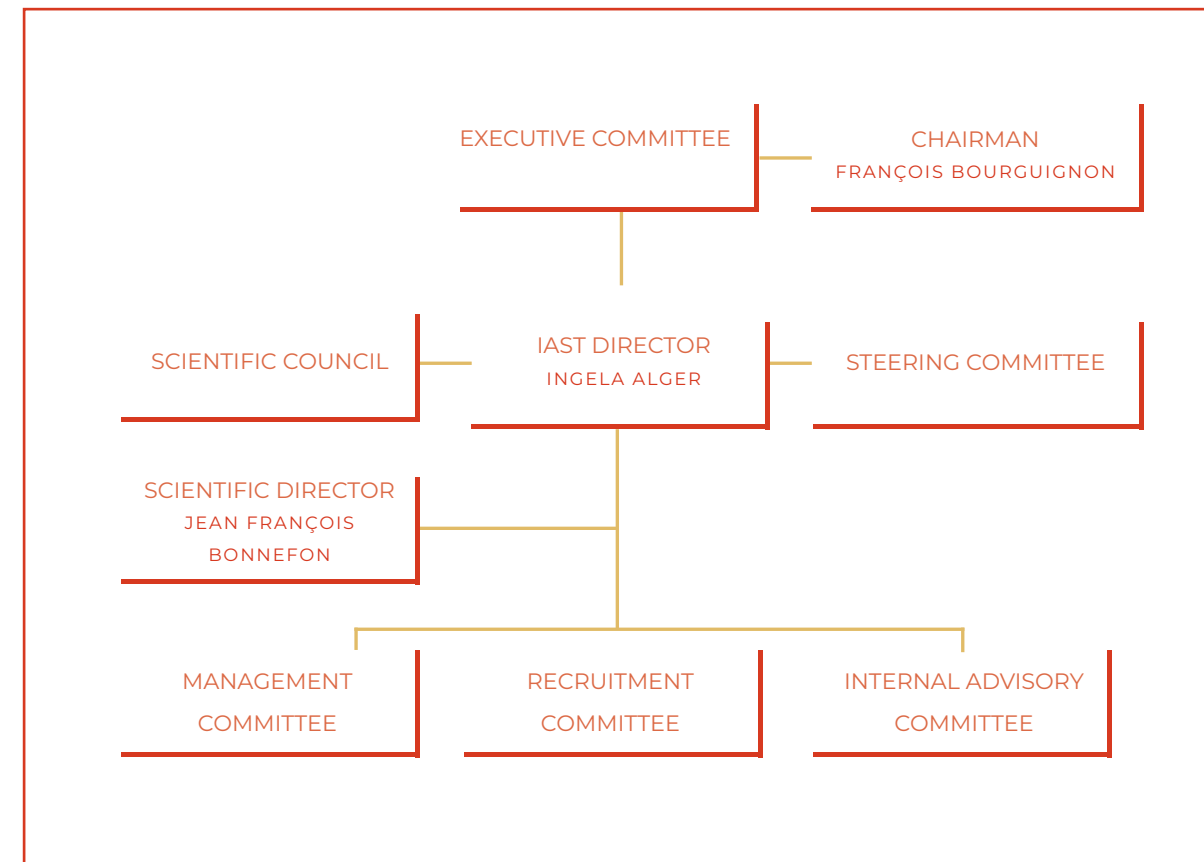 EXECUTIVE COMMITTEE
CHAIRMAN
FRANÇOIS BOURGUIGNON
SCIENTIFIC COUNCIL
IAST DIRECTOR
INGELA ALGER
STEERING COMMITTEE
SCIENTIFIC DIRECTOR
JEAN FRANÇOIS
BONNEFON
MANAGEMENT
COMMITTEE
RECRUITMENT
COMMITTEE
INTERNAL ADVISORY
COMMITTEE